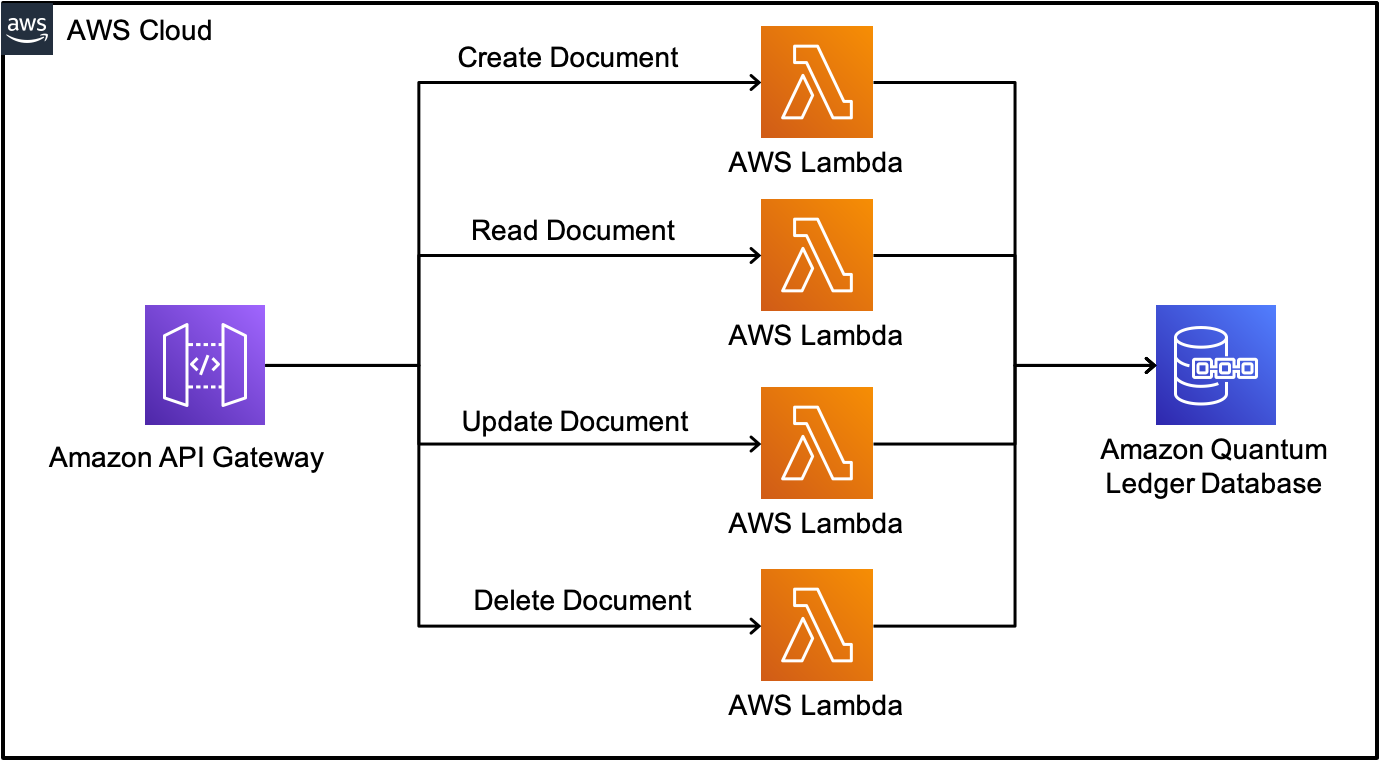 aws
AWS Cloud
Create Document
AWS Lambda
Read Document
AWS Lambda
</>
Amazon API Gateway
Update Document
AWS Lambda
Amazon Quantum
Ledger Database
Delete Document
AWS Lambda